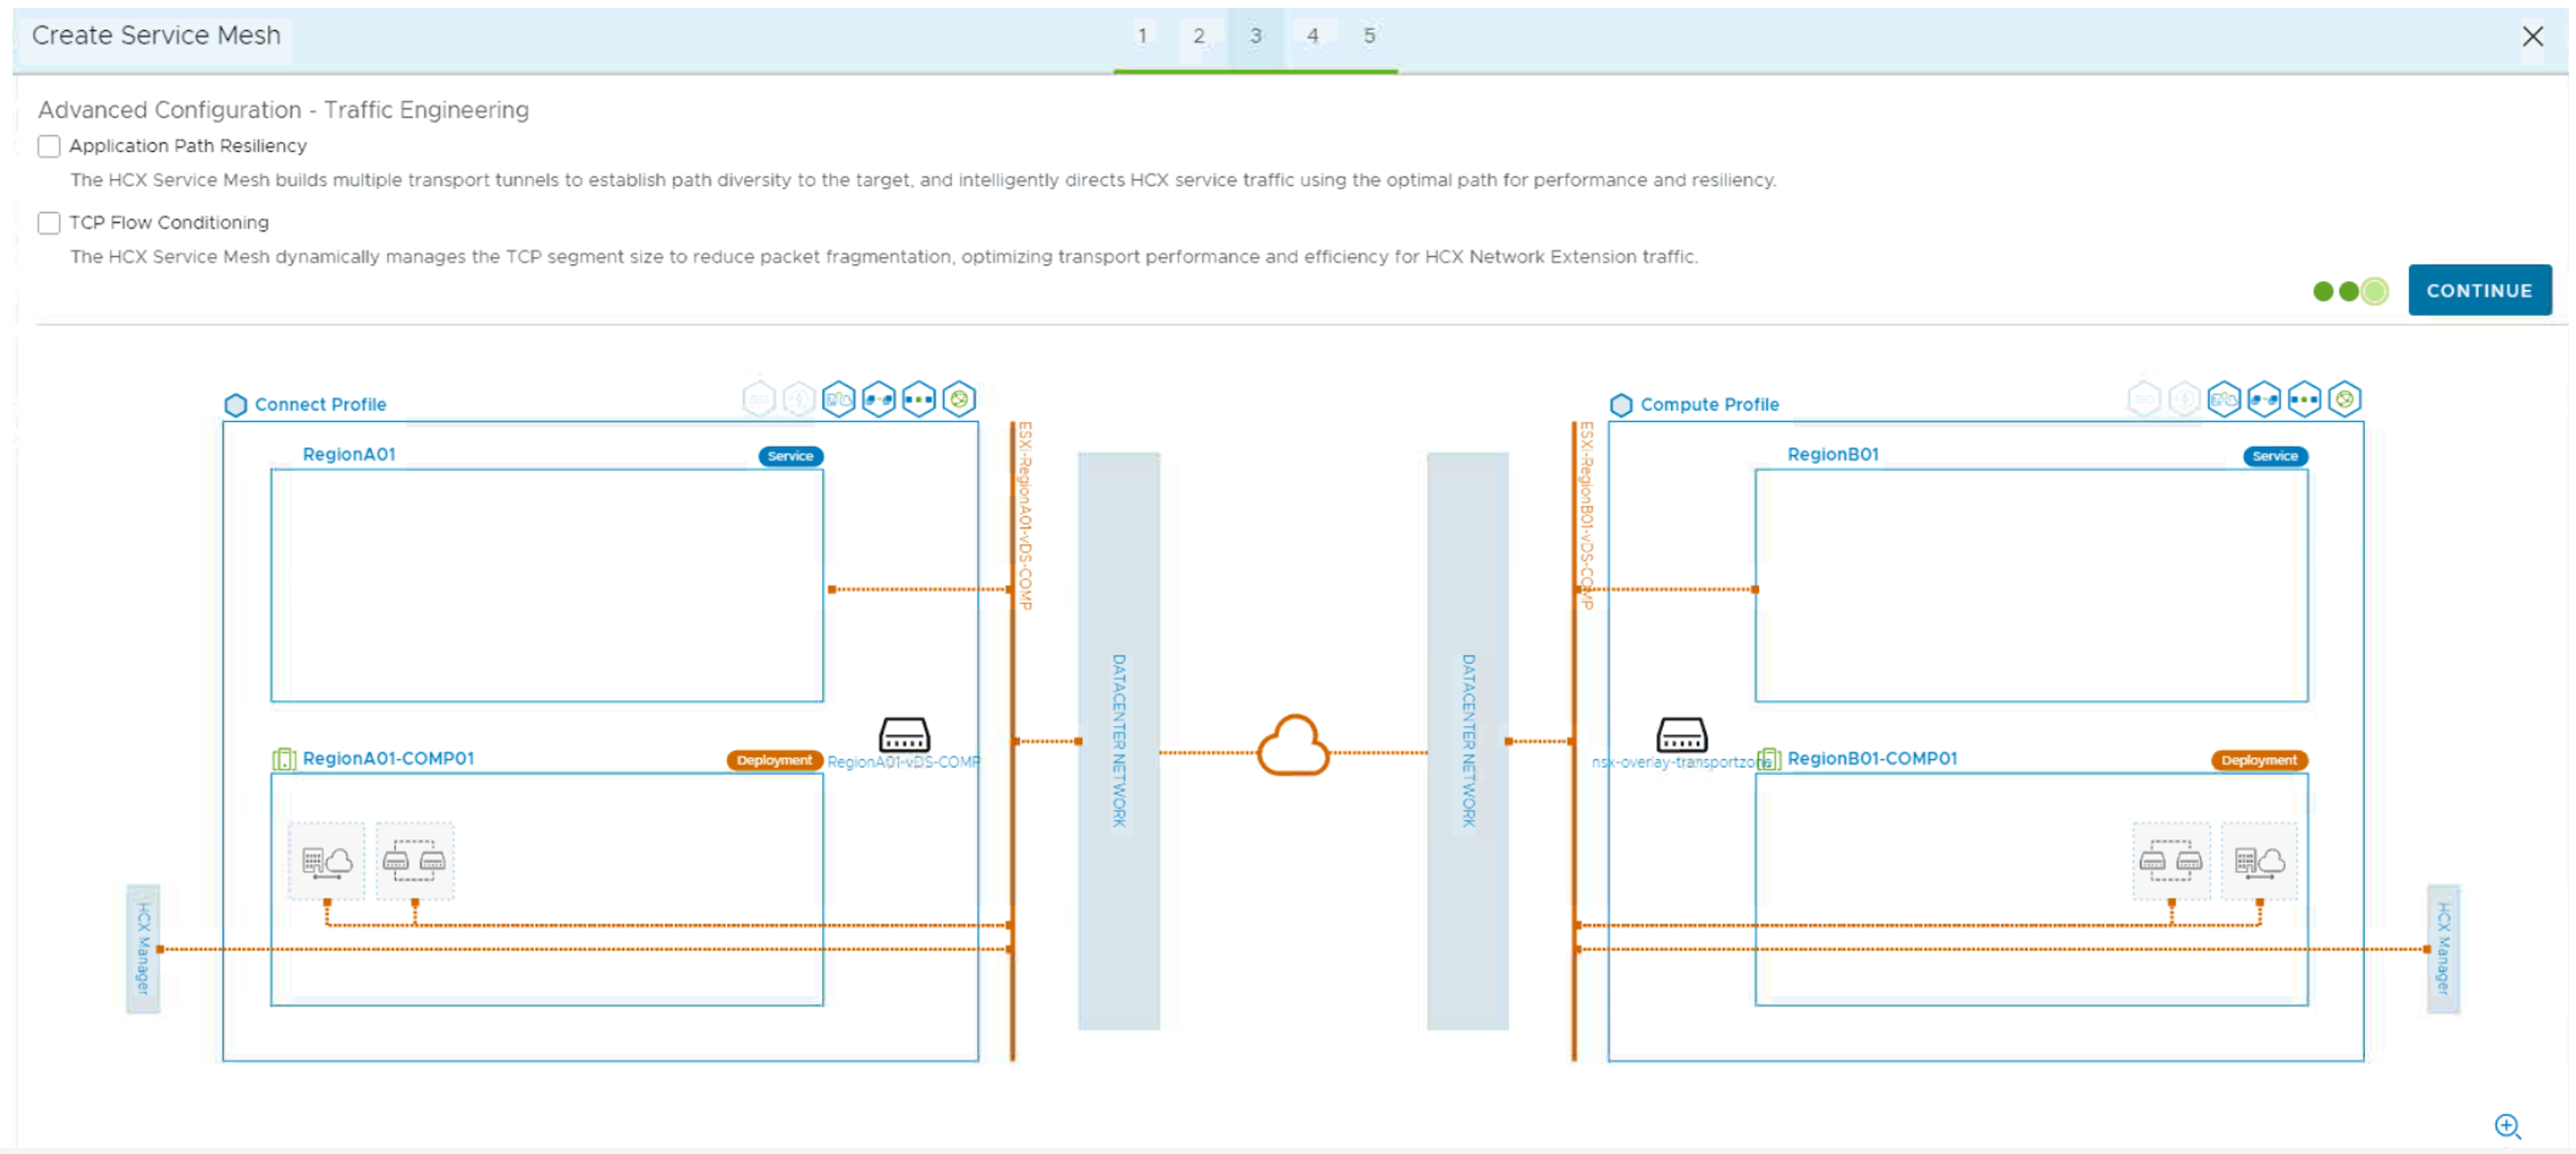 Create Service Mesh
1 2 3 4 5
Advanced Configuration - Traffic Engineering
Application Path Resiliency
The HCX Service Mesh builds multiple transport tunnels to establish path diversity to the target, and intelligently directs HCX service traffic using the optimal path for performance and resiliency.
TCP Flow Conditioning
The HCX Service Mesh dynamically manages the TCP segment size to reduce packet fragmentation, optimizing transport performance and efficiency for HCX Network Extension traffic.
CONTINUE
Connect Profile
RegionA01
Service
ESXi-RegionA01-vDS-COMP
RegionA01-COMP01
Deployment
RegionA01-vDS-COMP
HCX Manager
DATACENTER NETWORK
DATACENTER NETWORK
Compute Profile
ESXi-RegionB01-vDS-COMP
RegionB01
Service
nsx-overlay-transportzone
RegionB01-COMP01
Deployment
HCX Manager